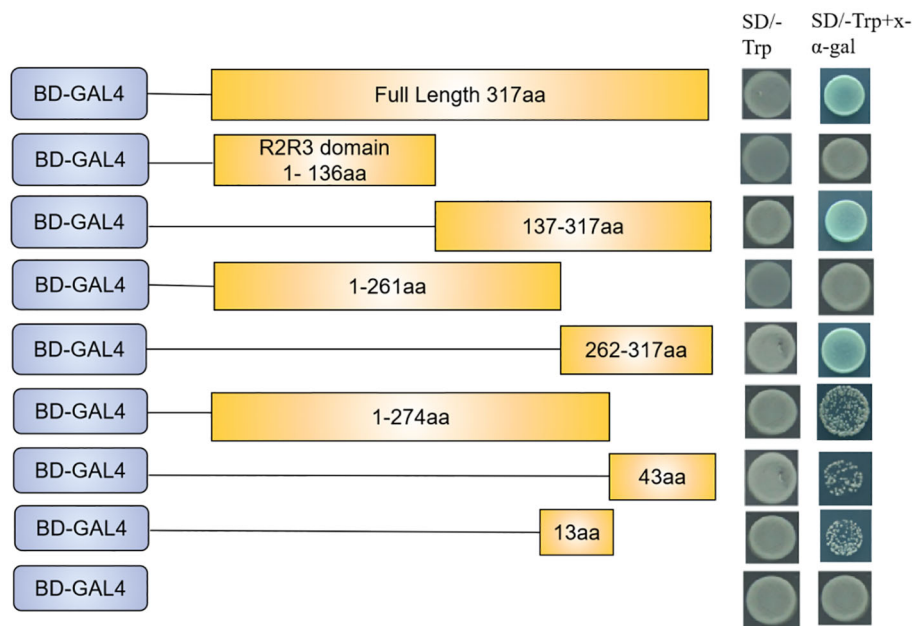 SD/-
Trp
SD/-Trp+x-
α-gal
BD-GAL4
Full Length 317aa
BD-GAL4
R2R3 domain
1- 136aa
BD-GAL4
137-317aa
BD-GAL4
1-261aa
BD-GAL4
262-317aa
BD-GAL4
1-274aa
BD-GAL4
43aa
BD-GAL4
13aa
BD-GAL4